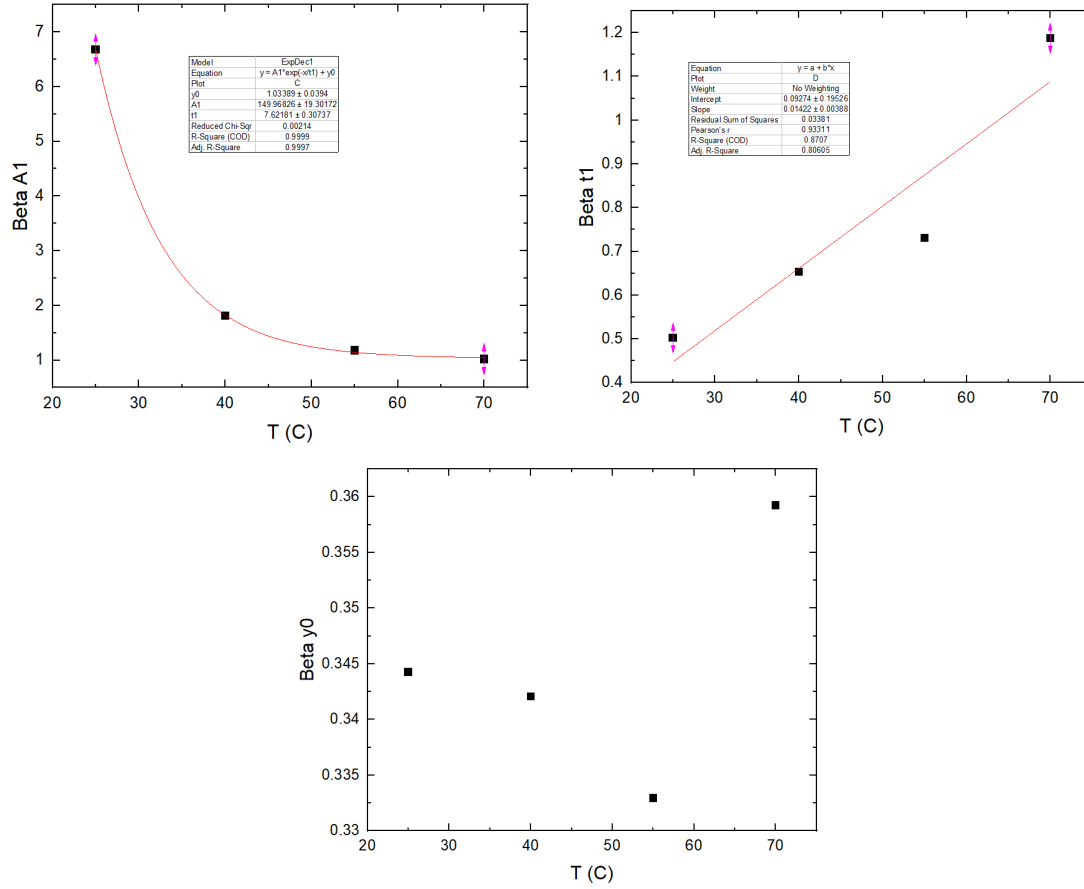 7
6
5
4
3
2
1
20 30 40 50 60 70
Beta A1
T (C)
Model ExpDec1
Equation y = A1*exp(-x/t1) + y0
Plot C
y0 1.03389 ± 0.0394
A1 149.96826 ± 19.30172
t1 7.62181 ± 0.30737
Reduced Chi-Sqr 0.00214
R-Square (COD) 0.9999
Adj. R-Square 0.9997
1.2
1.1
1.0
0.9
0.8
0.7
0.6
0.5
0.4
20 30 40 50 60 70
Beta t1
T (C)
Equation y = a + b*x
Plot D
Weight No Weighting
Intercept 0.09274 ± 0.19526
Slope 0.01422 ± 0.00388
Residual Sum of Squares 0.03381
Pearson's r 0.93311
R-Square (COD) 0.8707
Adj. R-Square 0.80605
0.36
0.355
0.35
0.345
0.34
0.335
0.33
20 30 40 50 60 70
Beta y0
T (C)